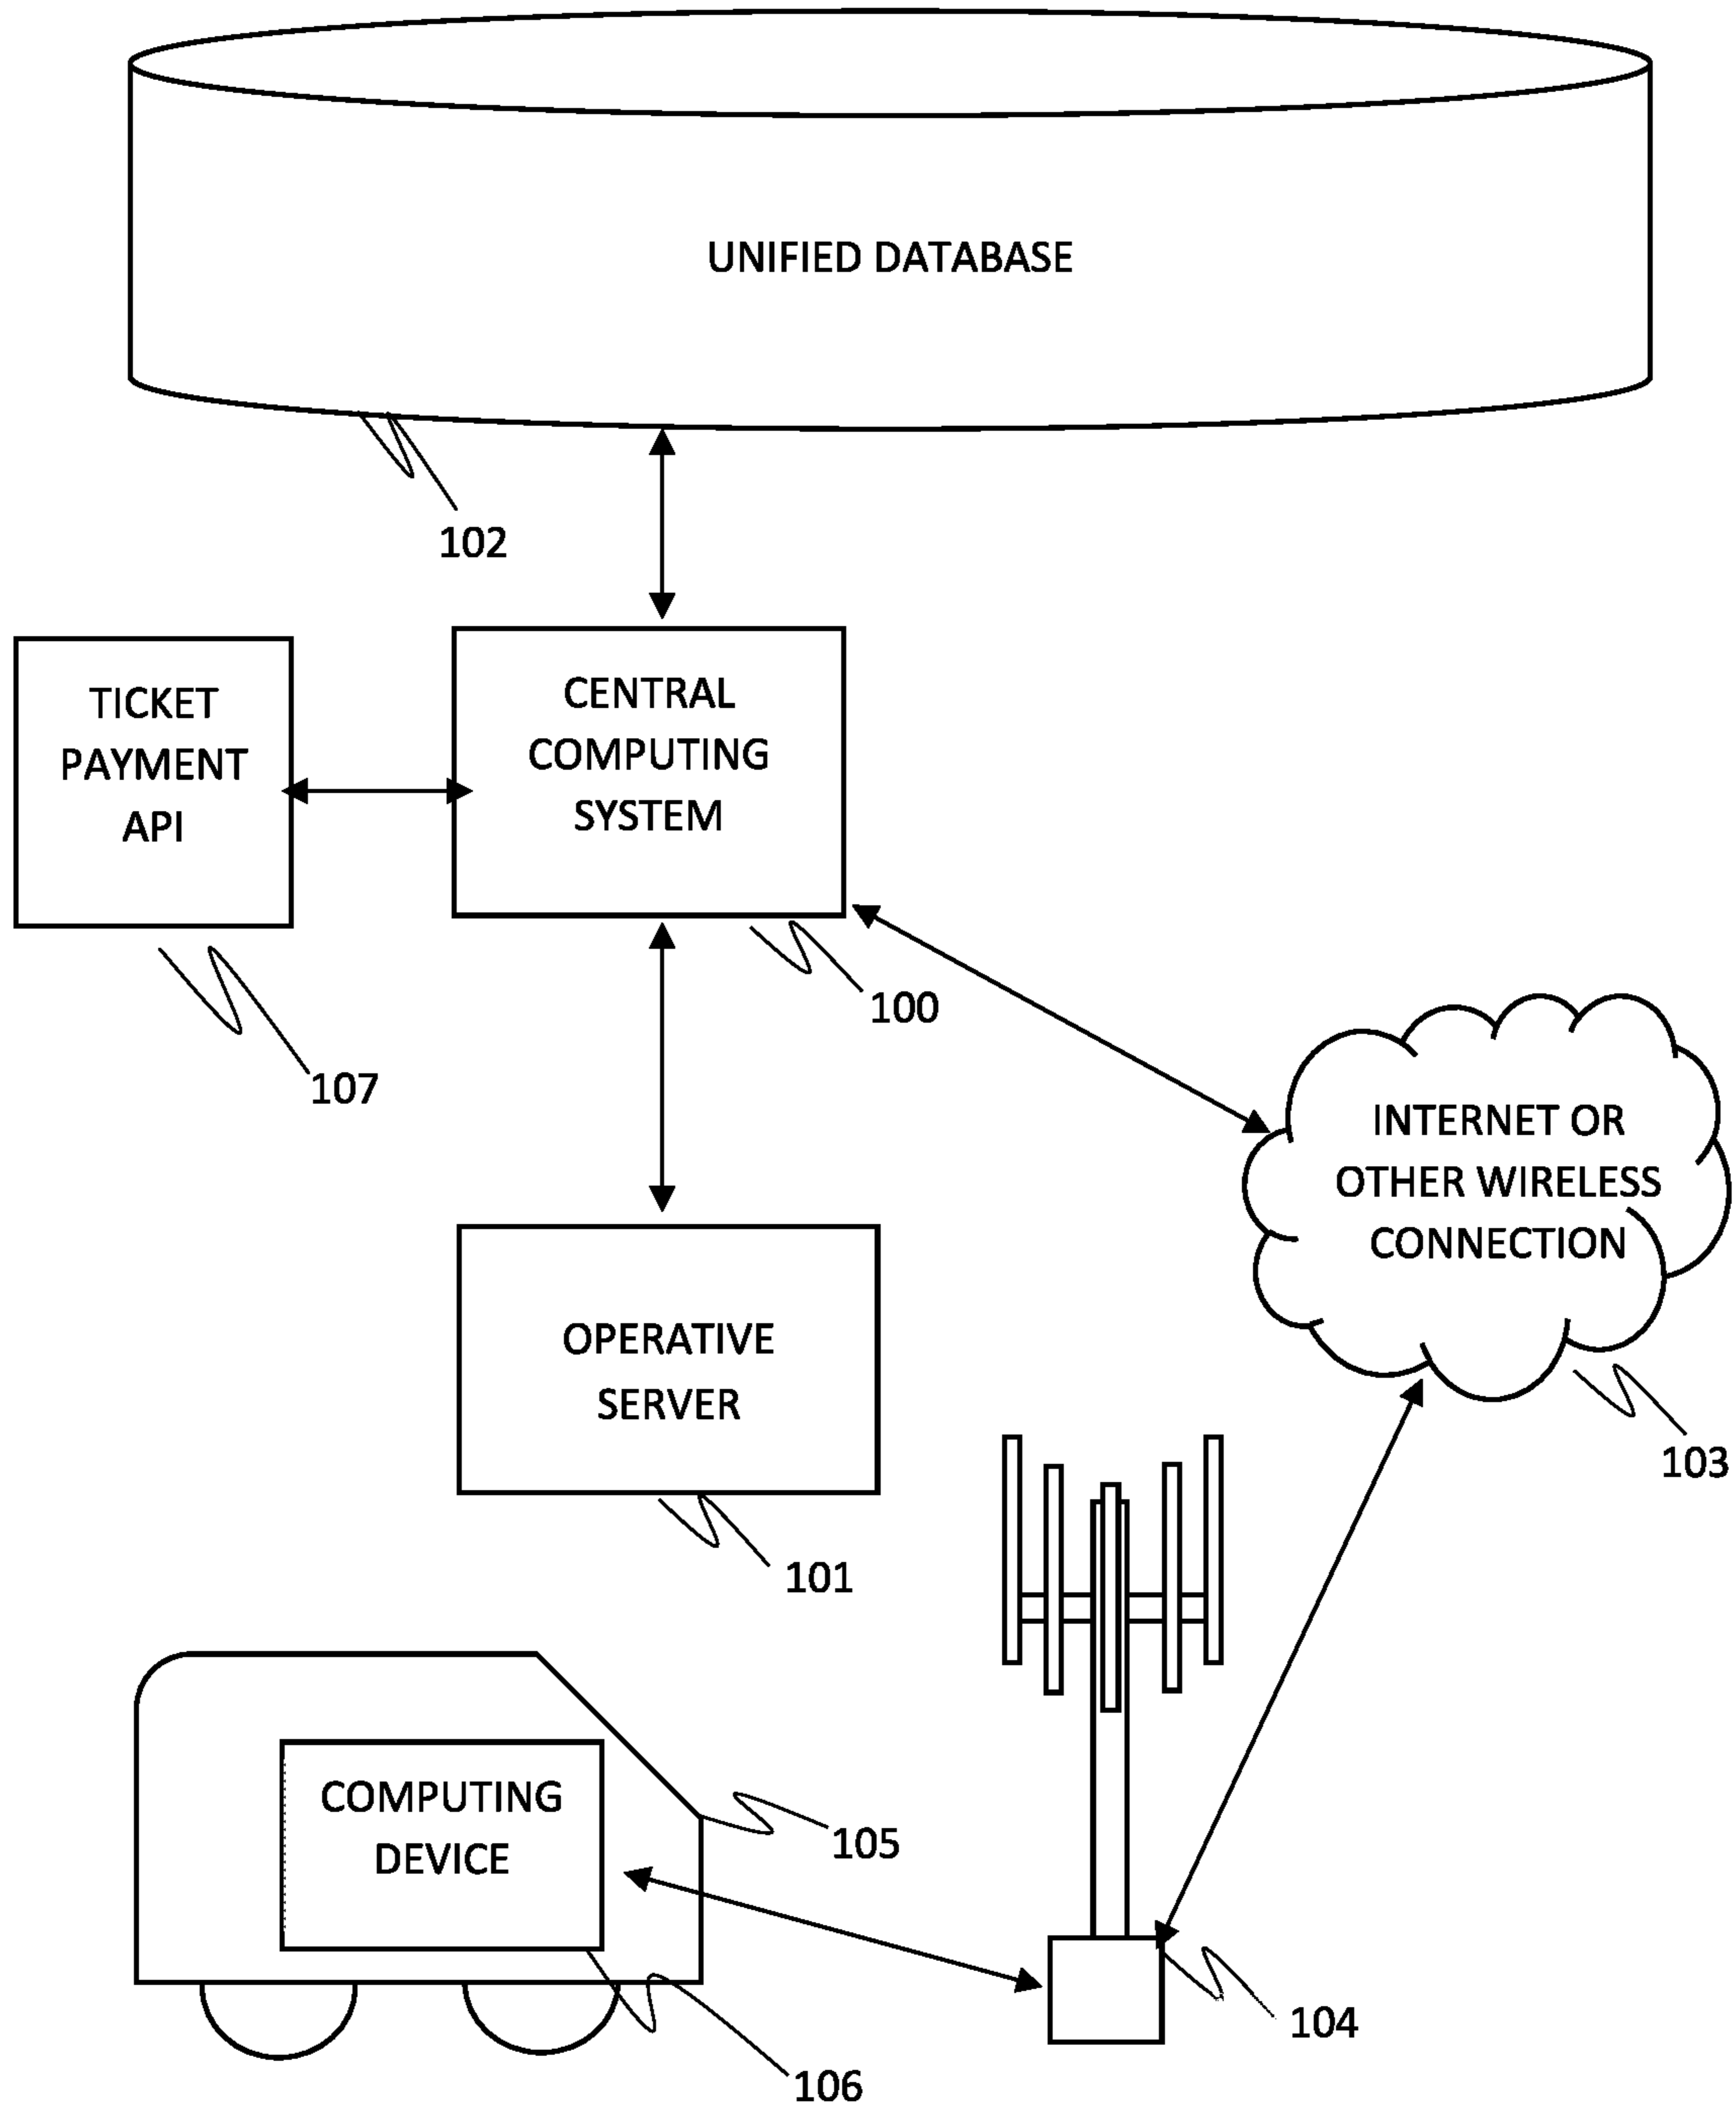 UNIFIED DATABASE
102
TICKET
PAYMENT
API
CENTRAL
COMPUTING
SYSTEM
100
107
INTERNET OR
OTHER WIRELESS
CONNECTION
OPERATIVE
SERVER
103
101
COMPUTING
DEVICE
105
104
106